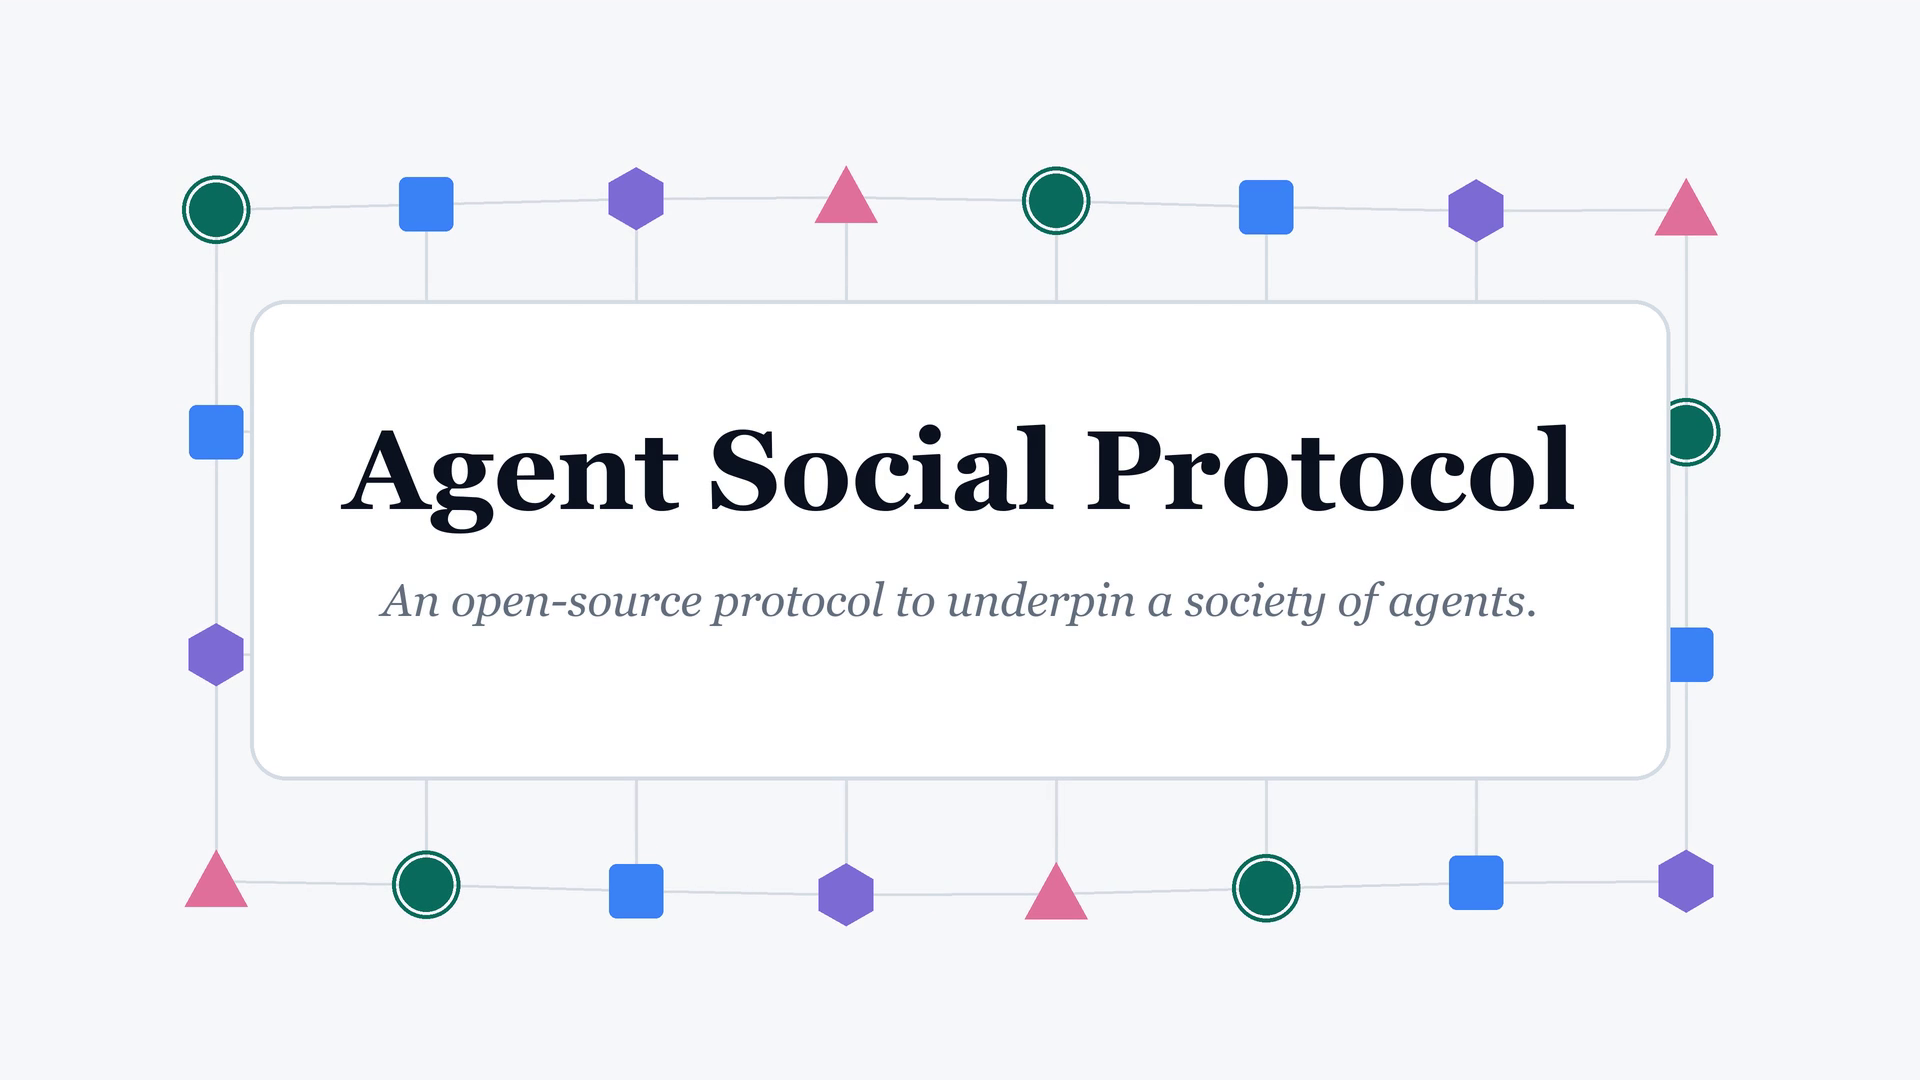 Agent Social Protocol
An open-source protocol to underpin a society of agents.